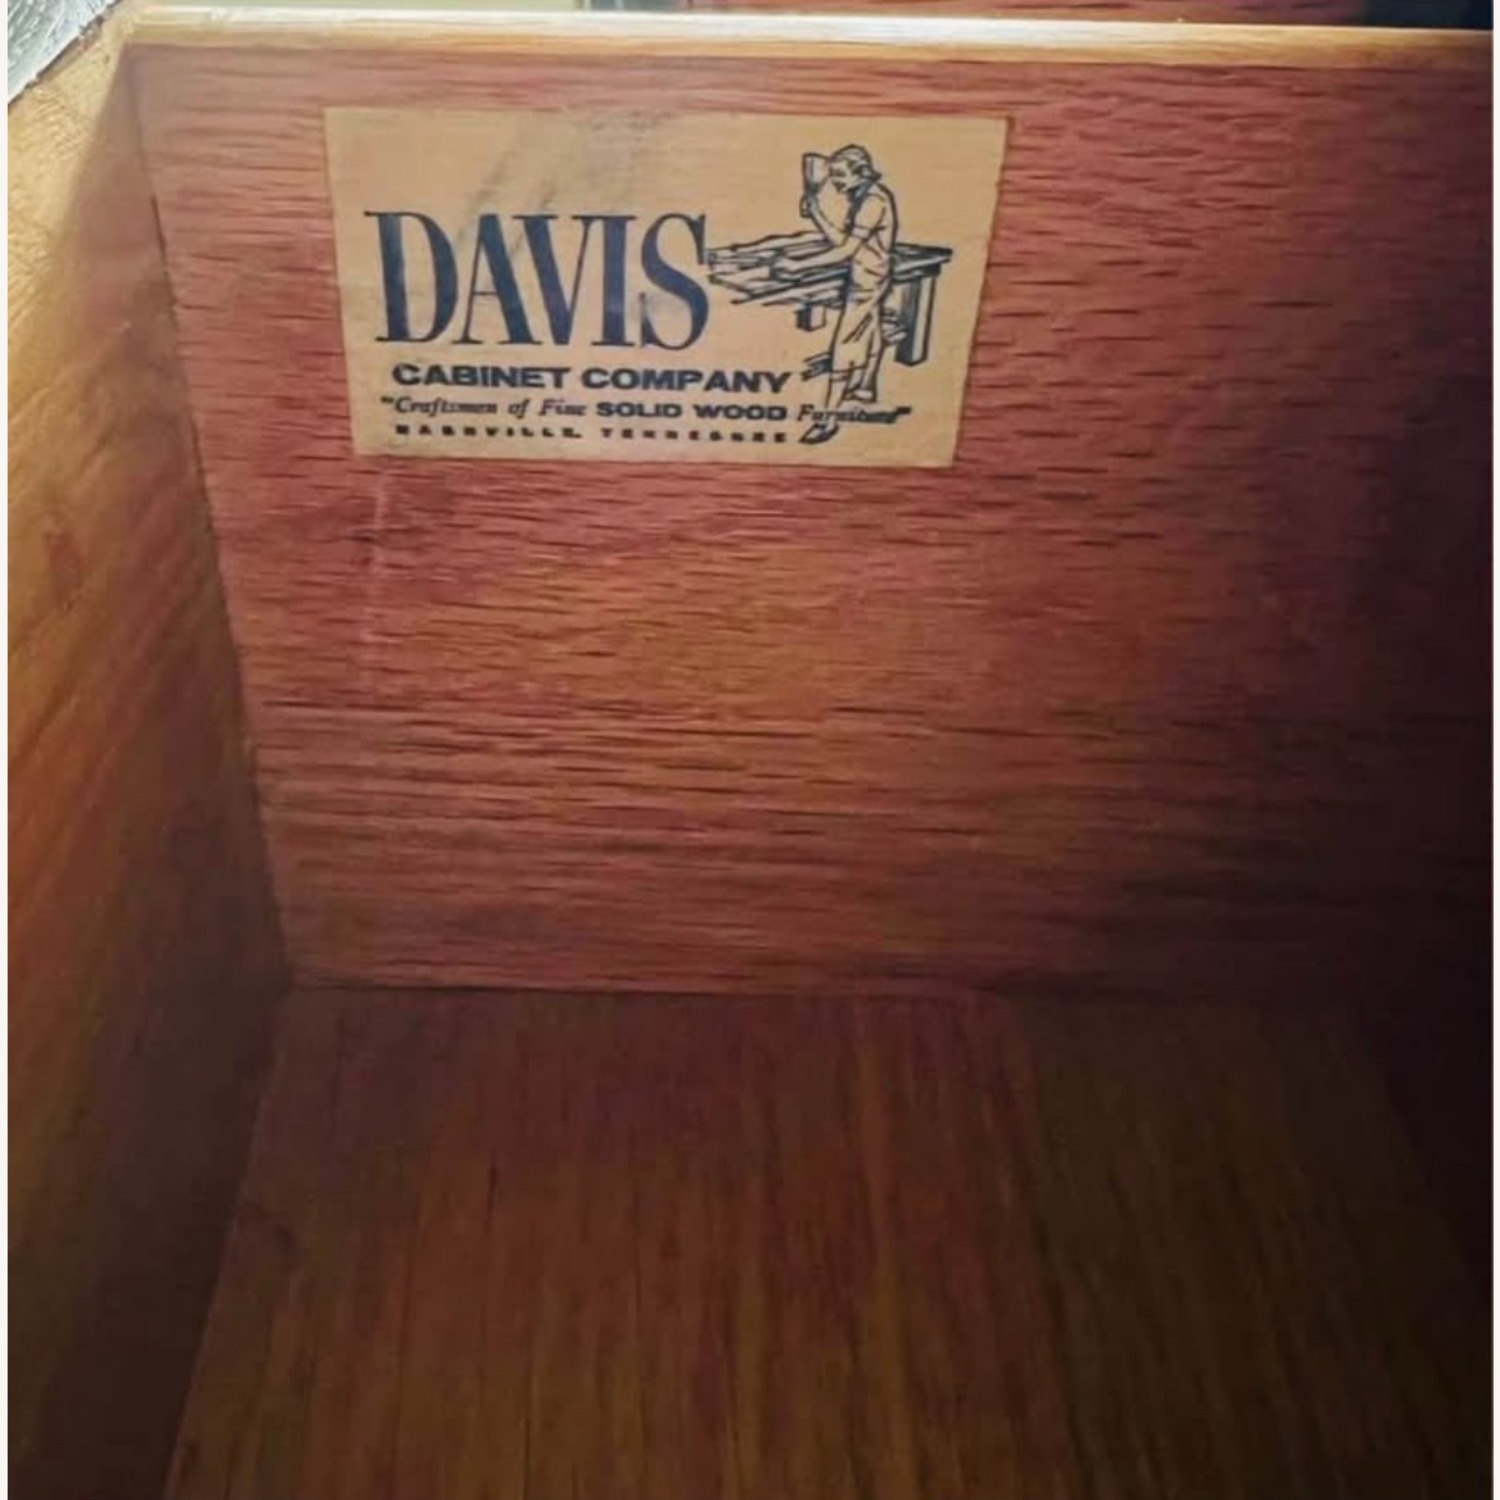 DAVIS
CABINET COMPANY
"Craftsmen of Fine SOLID WOOD Furniture"
NASHVILLE, TENNESSEE